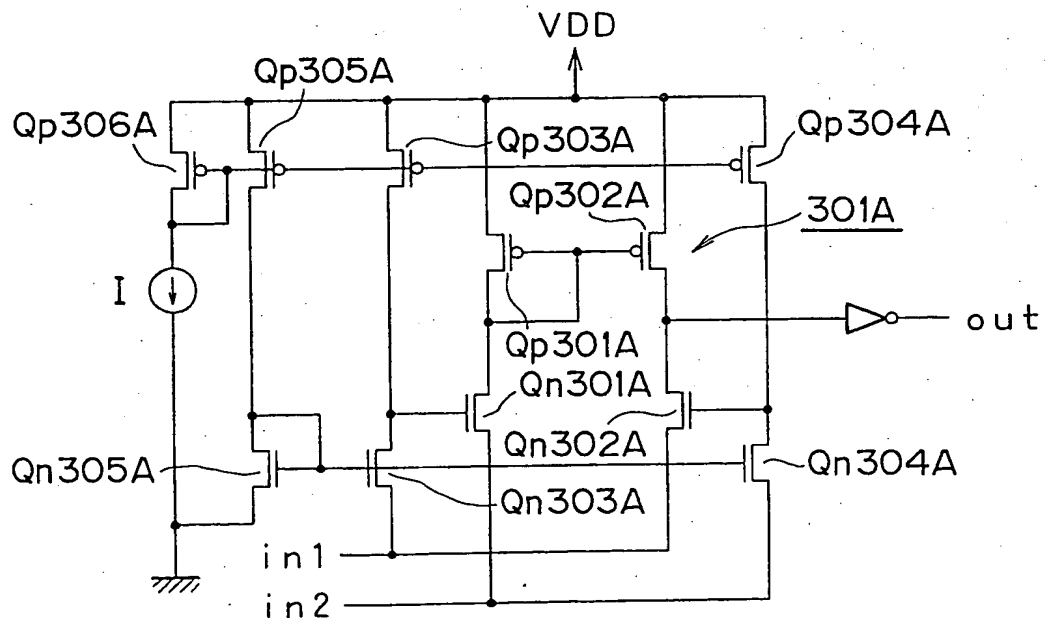 VDD
Qp305A
Qp306A
Qp303A
Qp304A
Qp302A
301A
I
out
Qp301A
Qn301A
Qn302A
Qn305A
Qn304A
Qn303A
in1
in2